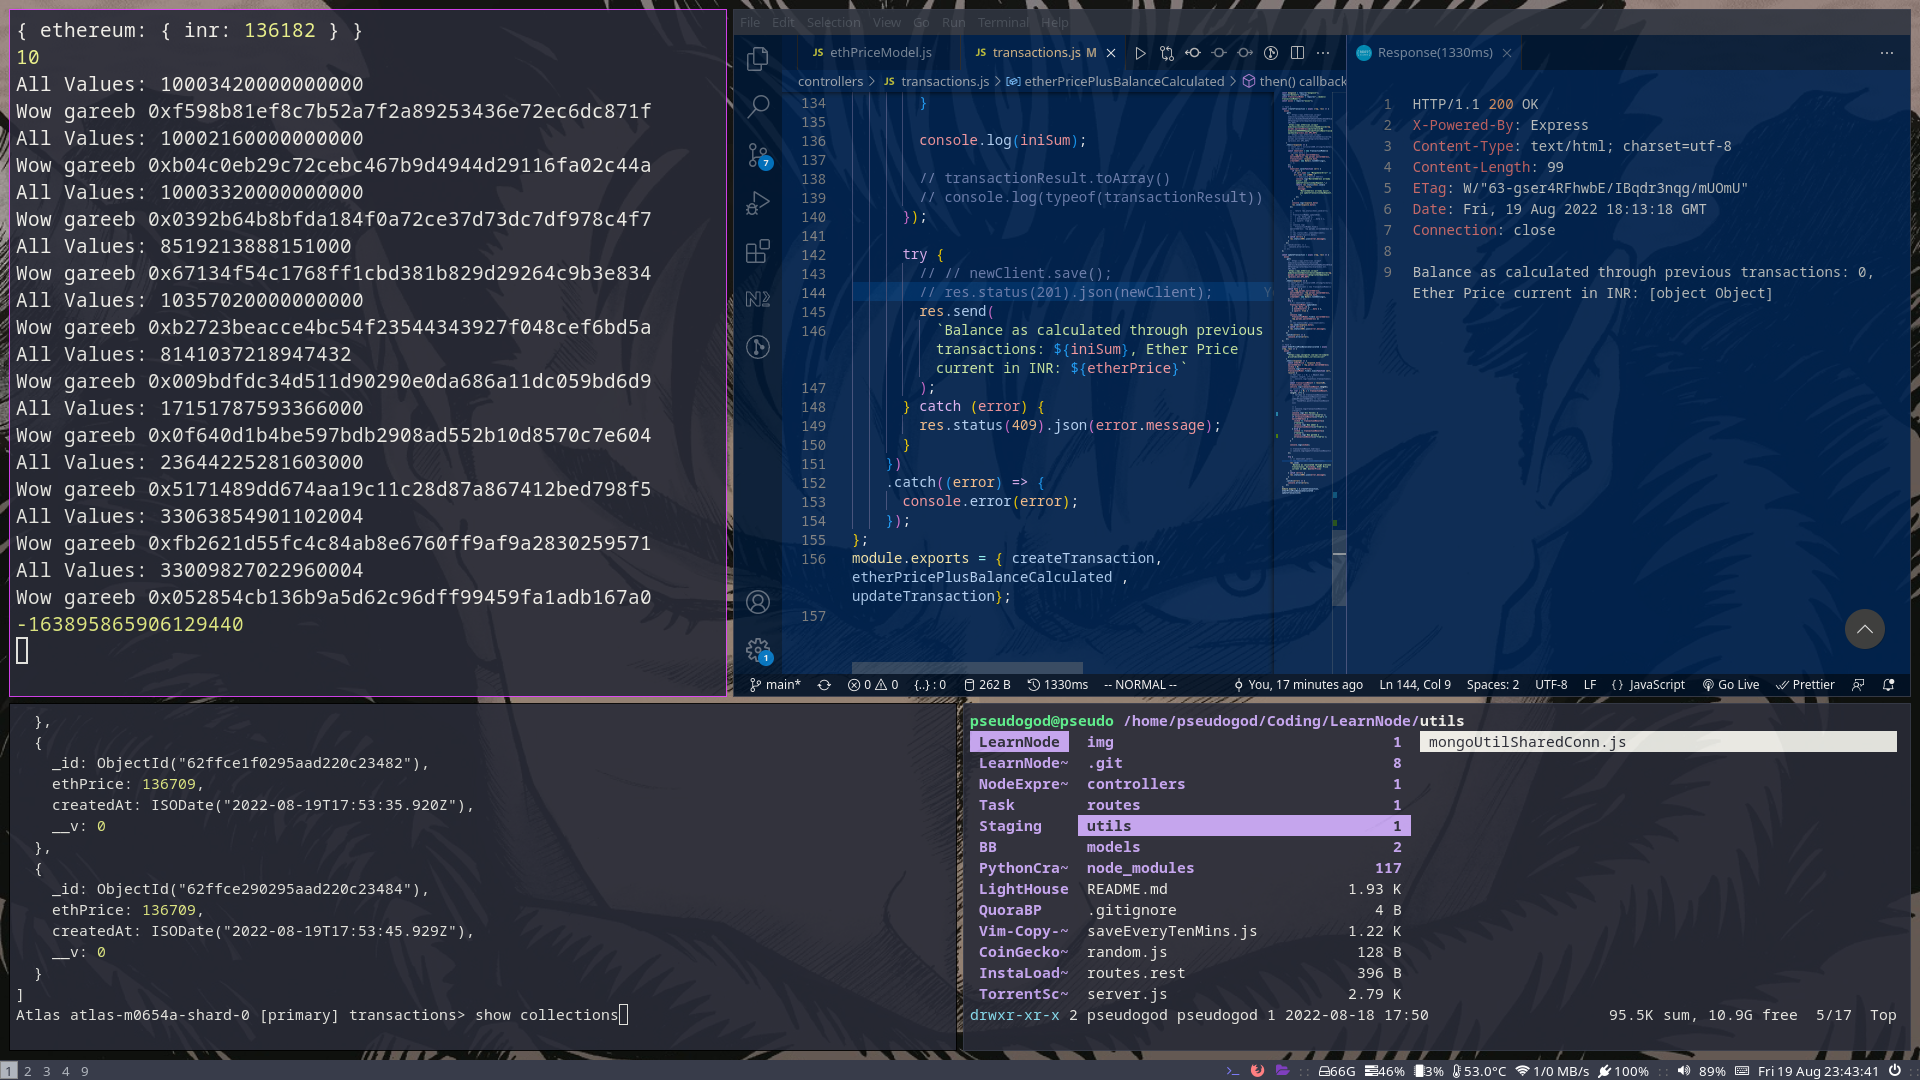 { ethereum: { inr: 136182 } }
10
All Values: 10003420000000000
Wow gareeb 0xf598b81ef8c7b52a7f2a89253436e72ec6dc871f
All Values: 10002160000000000
Wow gareeb 0xb04c0eb29c72cebc467b9d4944d29116fa02c44a
All Values: 10003320000000000
Wow gareeb 0x0392b64b8bfda184f0a72ce37d73dc7df978c4f7
All Values: 8519213888151000
Wow gareeb 0x67134f54c1768ff1cbd381b829d29264c9b3e834
All Values: 10357020000000000
Wow gareeb 0xb2723beacce4bc54f23544343927f048cef6bd5a
All Values: 8141037218947432
Wow gareeb 0x009bdfdc34d511d90290e0da686a11dc059bd6d9
All Values: 17151787593366000
Wow gareeb 0x0f640d1b4be597bdb2908ad552b10d8570c7e604
All Values: 23644225281603000
Wow gareeb 0x5171489dd674aa19c11c28d87a867412bed798f5
All Values: 33063854901102004
Wow gareeb 0xfb2621d55fc4c84ab8e6760ff9af9a2830259571
All Values: 33009827022960004
Wow gareeb 0x052854cb136b9a5d62c96dff99459fa1adb167a0
-163895865906129440
File Edit Selection View Go Run Terminal Help
JS ethPriceModel.js JS transactions.js M
controllers > JS transactions.js > etherPricePlusBalanceCalculated > then() callback
134 }
135
136 console.log(iniSum);
137
138 // transactionResult.toArray()
139 // console.log(typeof(transactionResult))
140 });
141
142 try {
143 // // newClient.save();
144 // res.status(201).json(newClient); Y
145 res.send(
146 `Balance as calculated through previous
transactions: ${iniSum}, Ether Price
current in INR: ${etherPrice}`
147 );
148 } catch (error) {
149 res.status(409).json(error.message);
150 }
151 })
152 .catch((error) => {
153 console.error(error);
154 });
155 };
156 module.exports = { createTransaction,
etherPricePlusBalanceCalculated ,
updateTransaction};
157
7
1
Response(1330ms)
1 HTTP/1.1 200 OK
2 X-Powered-By: Express
3 Content-Type: text/html; charset=utf-8
4 Content-Length: 99
5 ETag: W/"63-gser4RFhwbE/IBqdr3nqg/mUOmU"
6 Date: Fri, 19 Aug 2022 18:13:18 GMT
7 Connection: close
8
9 Balance as calculated through previous transactions: 0,
Ether Price current in INR: [object Object]
main* 0 0 {..} : 0 262 B 1330ms -- NORMAL -- You, 17 minutes ago Ln 144, Col 9 Spaces: 2 UTF-8 LF {} JavaScript Go Live Prettier
},
{
_id: ObjectId("62ffce1f0295aad220c23482"),
ethPrice: 136709,
createdAt: ISODate("2022-08-19T17:53:35.920Z"),
__v: 0
},
{
_id: ObjectId("62ffce290295aad220c23484"),
ethPrice: 136709,
createdAt: ISODate("2022-08-19T17:53:45.929Z"),
__v: 0
}
]
Atlas atlas-m0654a-shard-0 [primary] transactions> show collections
pseudogod@pseudo /home/pseudogod/Coding/LearnNode/utils
LearnNode img 1 mongoUtilSharedConn.js
LearnNode~ .git 8
NodeExpre~ controllers 1
Task routes 1
Staging utils 1
BB models 2
PythonCra~ node_modules 117
LightHouse README.md 1.93 K
QuoraBP .gitignore 4 B
Vim-Copy-~ saveEveryTenMins.js 1.22 K
CoinGecko~ random.js 128 B
InstaLoad~ routes.rest 396 B
TorrentSc~ server.js 2.79 K
drwxr-xr-x 2 pseudogod pseudogod 1 2022-08-18 17:50 95.5K sum, 10.9G free 5/17 Top
1 2 3 4 9 66G 46% 3% 53.0°C 1/0 MB/s 100% 89% Fri 19 Aug 23:43:41